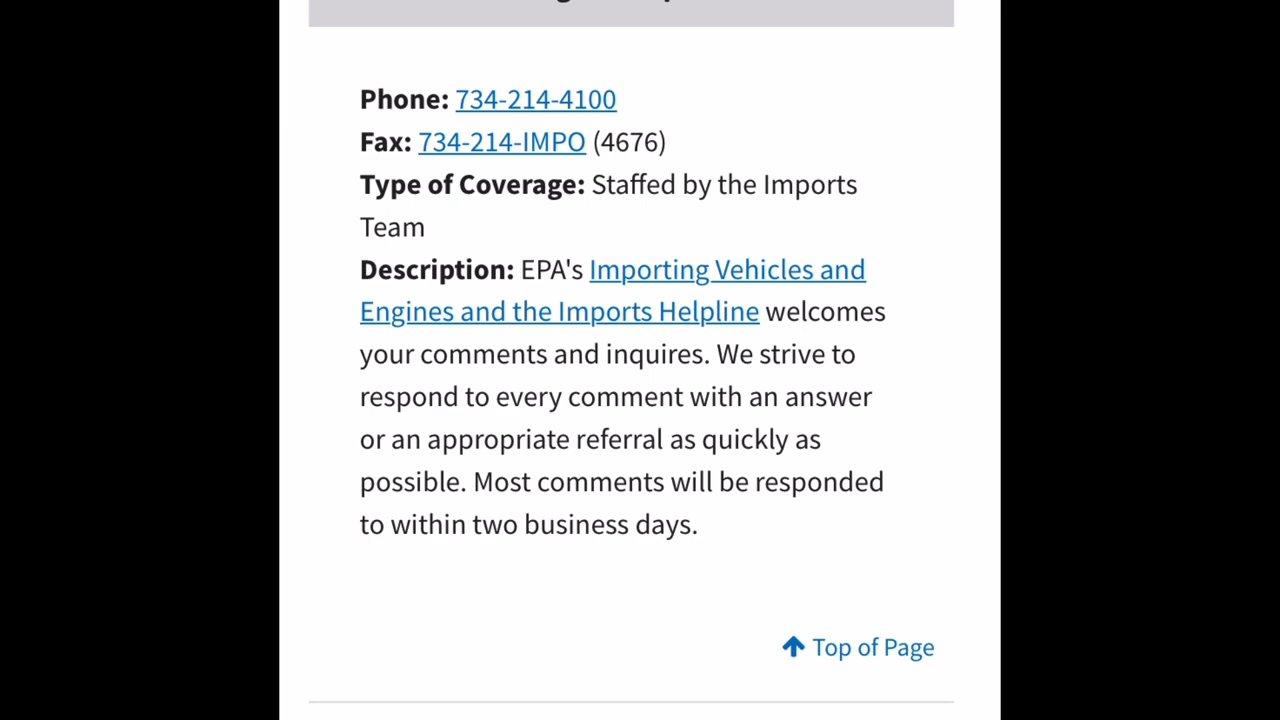 Phone: 734-214-4100
Fax: 734-214-IMPO (4676)
Type of Coverage: Staffed by the Imports
Team
Description: EPA's Importing Vehicles and
Engines and the Imports Helpline welcomes
your comments and inquires. We strive to
respond to every comment with an answer
or an appropriate referral as quickly as
possible. Most comments will be responded
to within two business days.
Top of Page